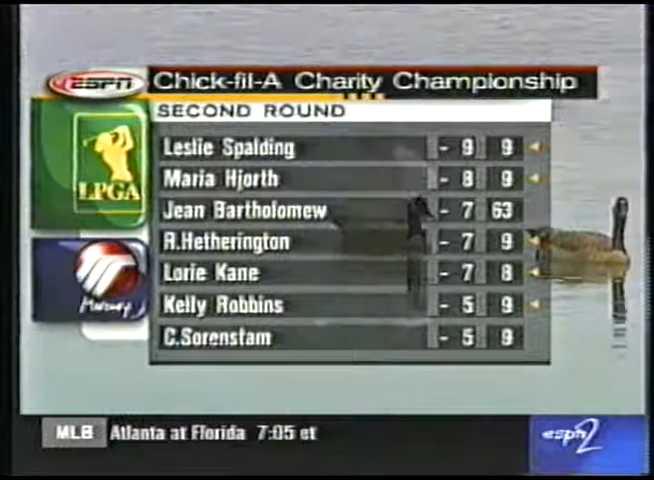 ESPN Chick-fil-A Charity Championship
SECOND ROUND
LPGA
Mercury
Leslie Spalding - 9 9
Maria Hjorth - 8 9
Jean Bartholomew - 7 63
R.Hetherington - 7 9
Lorie Kane - 7 8
Kelly Robbins - 5 9
C.Sorenstam - 5 9
MLB Atlanta at Florida 7:05 et
espn2